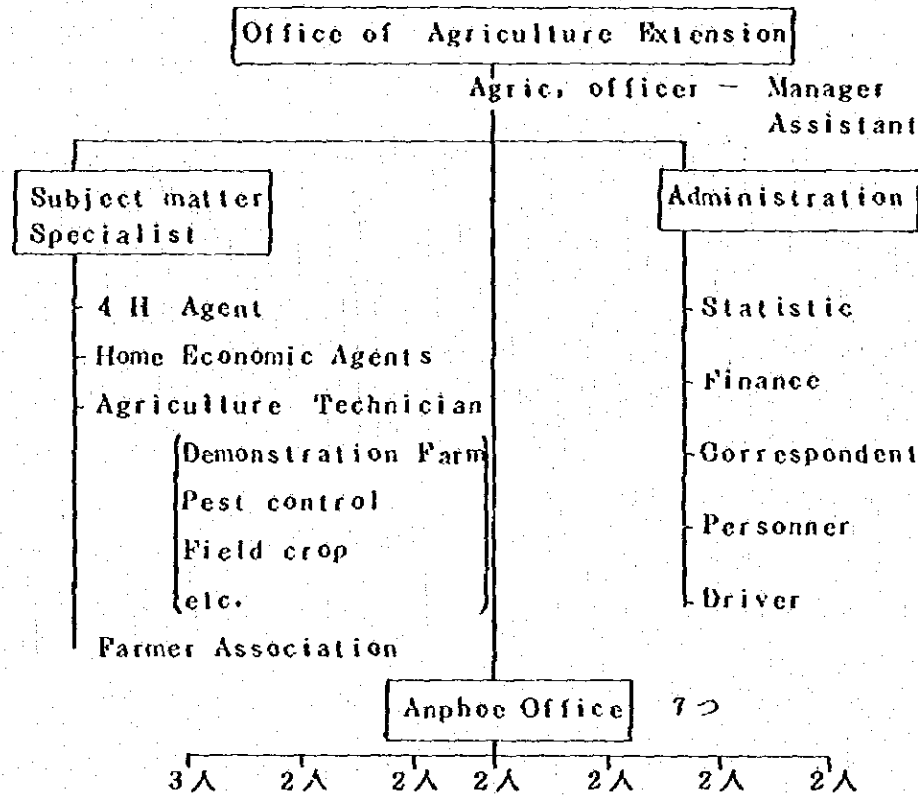 Office of Agriculture Extension
Agric. officer — Manager
Assistant
Subject matter
Specialist
4 H Agent
Home Economic Agents
Agriculture Technician
Demonstration Farm
Pest control
Field crop
etc.
Farmer Association
Administration
Statistic
Finance
Correspondent
Personner
Driver
Anphoe Office 7つ
3人 2人 2人 2人 2人 2人 2人